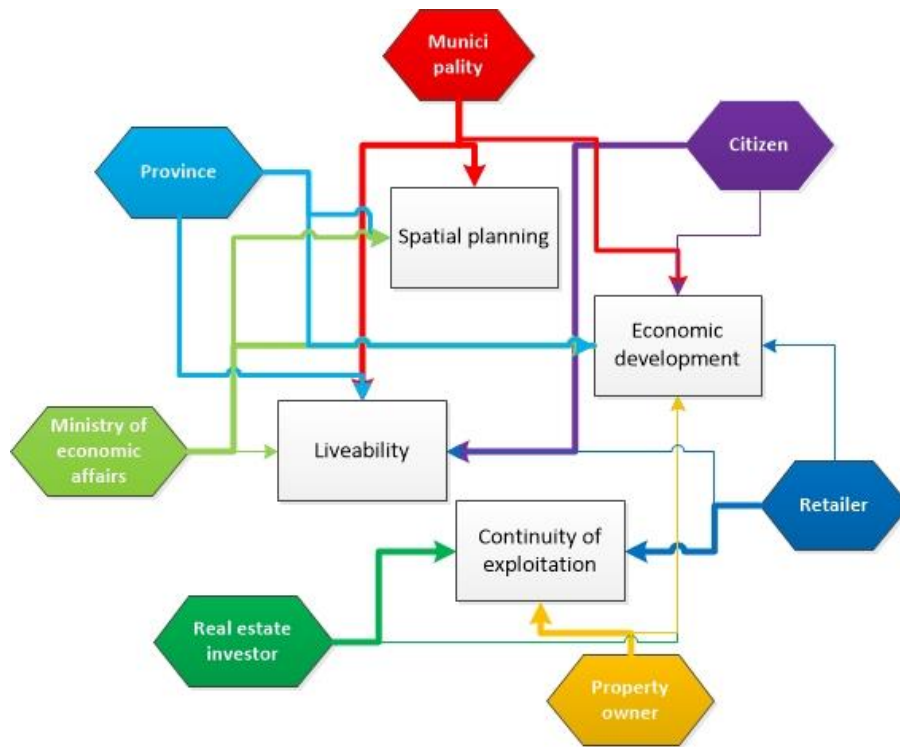 Munici
pality
Citizen
Province
Spatial planning
Economic
development
Ministry of
economic
affairs
Liveability
Retailer
Continuity of
exploitation
Real estate
investor
Property
owner